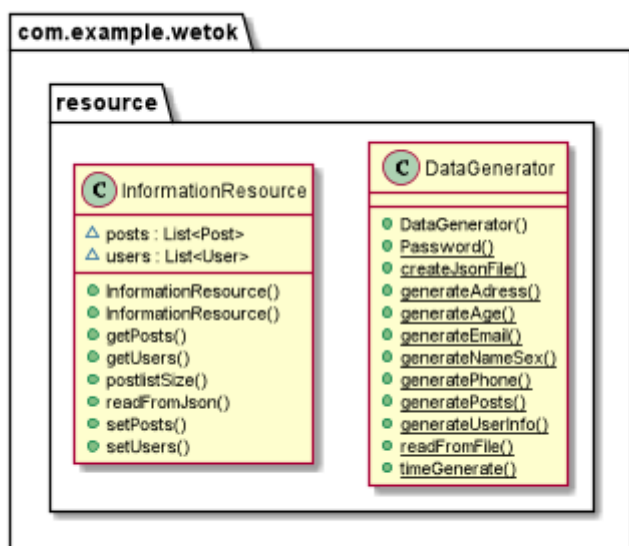 com.example.wetok
resource
C InformationResource
posts : List<Post>
users : List<User>
InformationResource()
InformationResource()
getPosts()
getUsers()
postlistSize()
readFromJson()
setPosts()
setUsers()
C DataGenerator
DataGenerator()
Password()
createJsonFile()
generateAdress()
generateAge()
generateEmail()
generateNameSex()
generatePhone()
generatePosts()
generateUserInfo()
readFromFile()
timeGenerate()